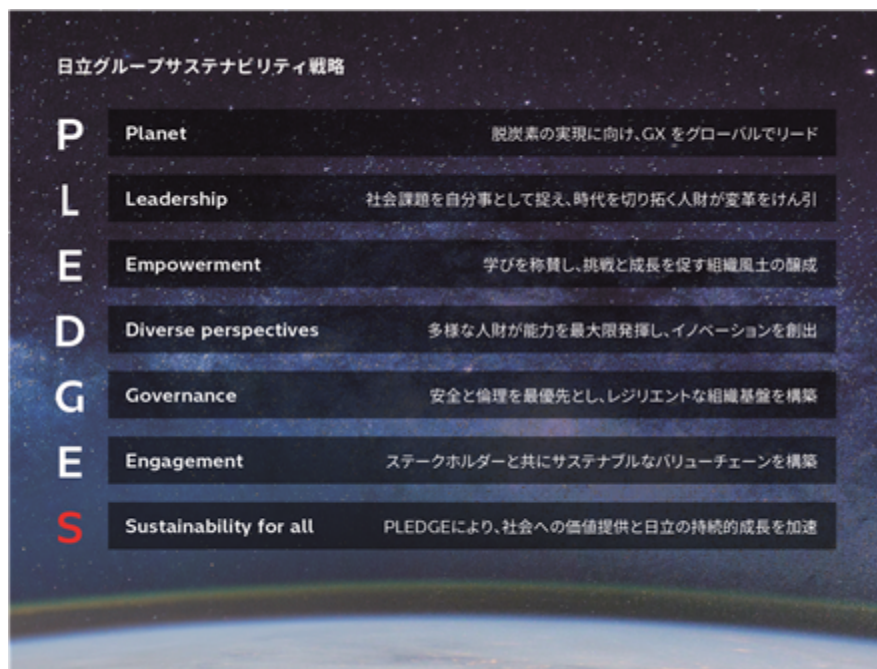 日立グループサステナビリティ戦略
P Planet 脱炭素の実現に向け、GX をグローバルでリード
L Leadership 社会課題を自分事として捉え、時代を切り拓く人財が変革をけん引
E Empowerment 学びを称賛し、挑戦と成長を促す組織風土の醸成
D Diverse perspectives 多様な人財が能力を最大限発揮し、イノベーションを創出
G Governance 安全と倫理を最優先とし、レジリエントな組織基盤を構築
E Engagement ステークホルダーと共にサステナブルなバリューチェーンを構築
S Sustainability for all PLEDGEにより、社会への価値提供と日立の持続的成長を加速